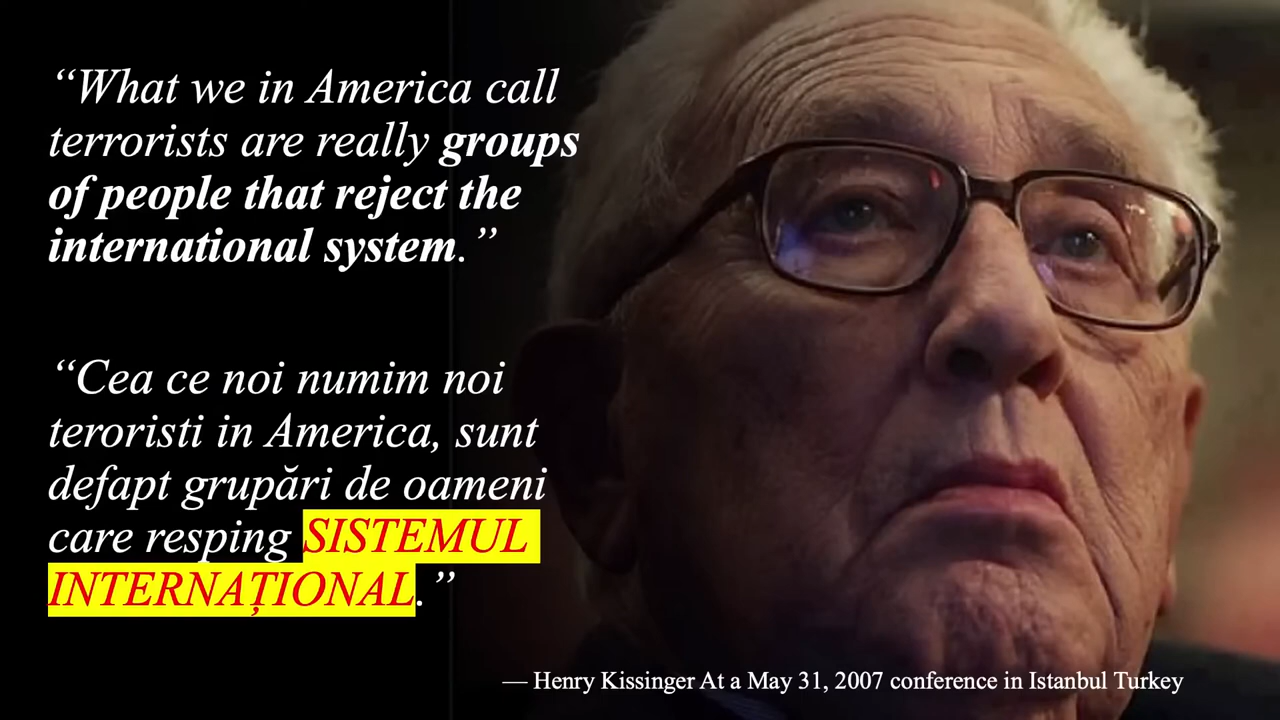 “What we in America call
terrorists are really groups
of people that reject the
international system.”
“Cea ce noi numim noi
teroristi in America, sunt
defapt grupări de oameni
care resping SISTEMUL
INTERNAȚIONAL.”
— Henry Kissinger At a May 31, 2007 conference in Istanbul Turkey